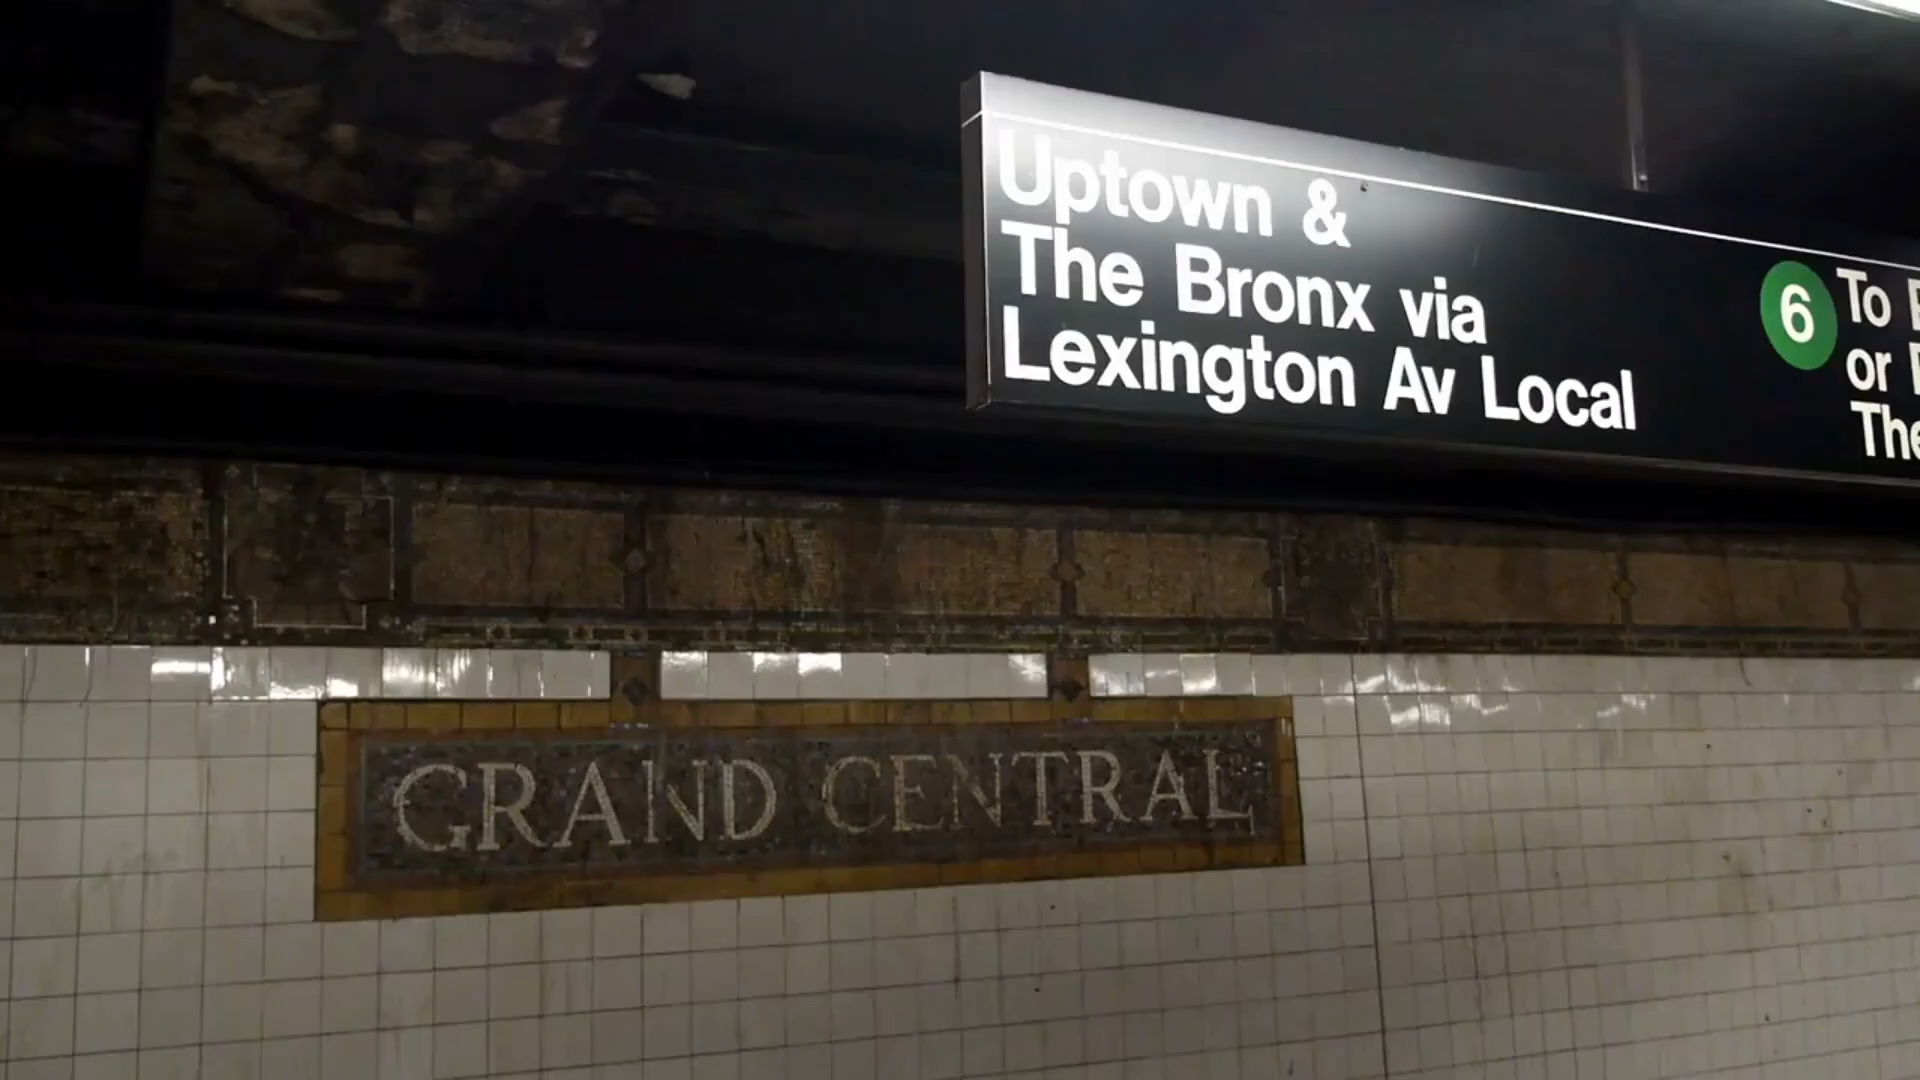 Uptown &
The Bronx via
Lexington Av Local
6
To
or
The
GRAND CENTRAL